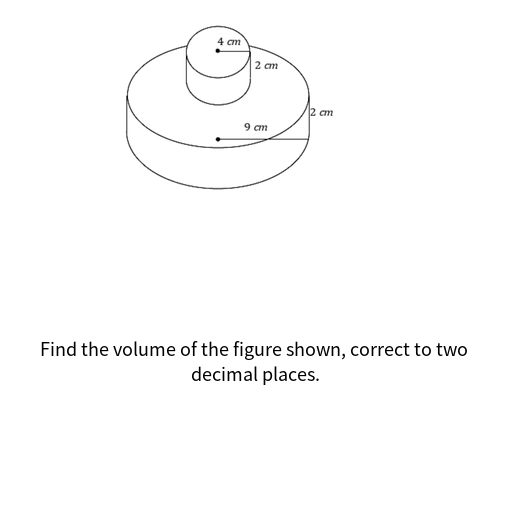 4 cm
2 cm
2 cm
9 cm
Find the volume of the figure shown, correct to two
decimal places.